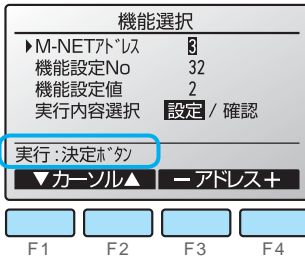 機能選択
▶M-NETｱﾄﾞﾚｽ 3
機能設定No 32
機能設定値 2
実行内容選択 設定 / 確認
実行:決定ﾎﾞﾀﾝ
▼カーソル▲ －アドレス＋
F1 F2 F3 F4